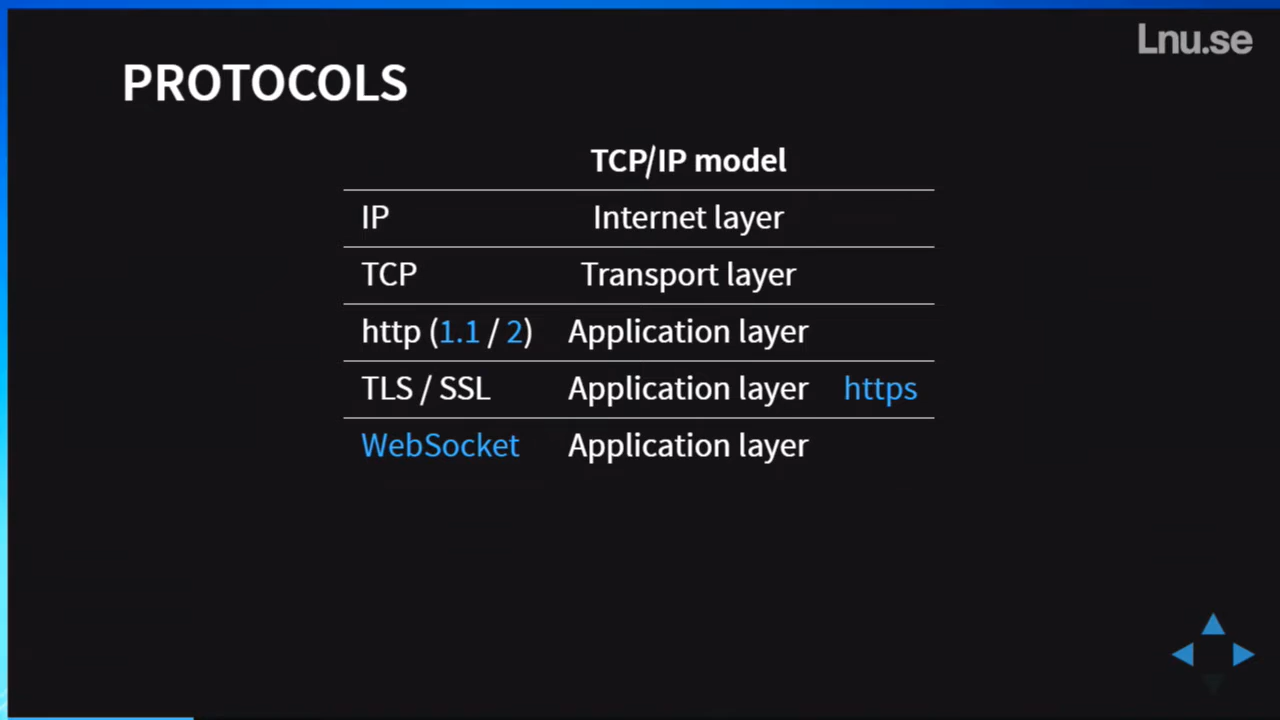 Lnu.se
PROTOCOLS
TCP/IP model
IP Internet layer
TCP Transport layer
http (1.1 / 2) Application layer
TLS / SSL Application layer https
WebSocket Application layer